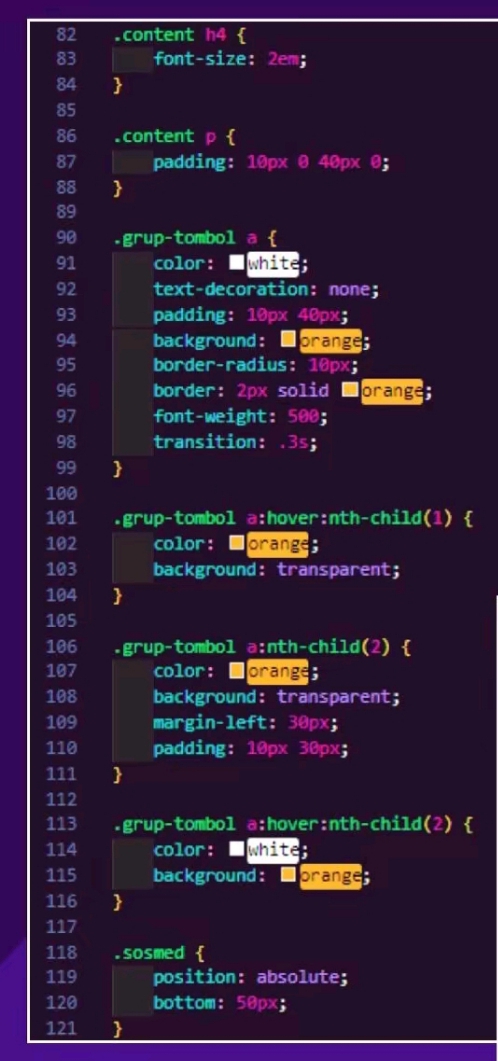 82 .content h4 {
83     font-size: 2em;
84 }
85
86 .content p {
87     padding: 10px 0 40px 0;
88 }
89
90 .grup-tombol a {
91     color: white;
92     text-decoration: none;
93     padding: 10px 40px;
94     background: orange;
95     border-radius: 10px;
96     border: 2px solid orange;
97     font-weight: 500;
98     transition: .3s;
99 }
100
101 .grup-tombol a:hover:nth-child(1) {
102     color: orange;
103     background: transparent;
104 }
105
106 .grup-tombol a:nth-child(2) {
107     color: orange;
108     background: transparent;
109     margin-left: 30px;
110     padding: 10px 30px;
111 }
112
113 .grup-tombol a:hover:nth-child(2) {
114     color: white;
115     background: orange;
116 }
117
118 .sosmed {
119     position: absolute;
120     bottom: 50px;
121 }